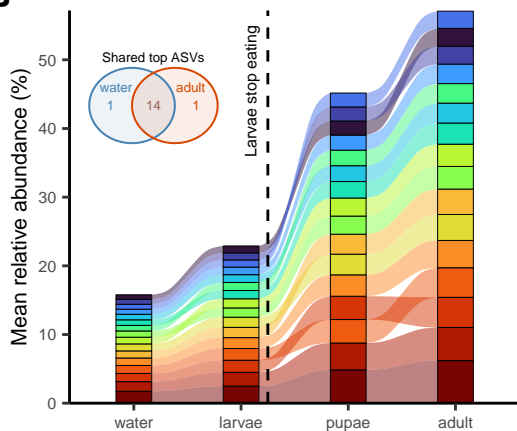 Shared top ASVs
water
adult
1
14
1
Larvae stop eating
Mean relative abundance (%)
50
40
30
20
10
0
water
larvae
pupae
adult